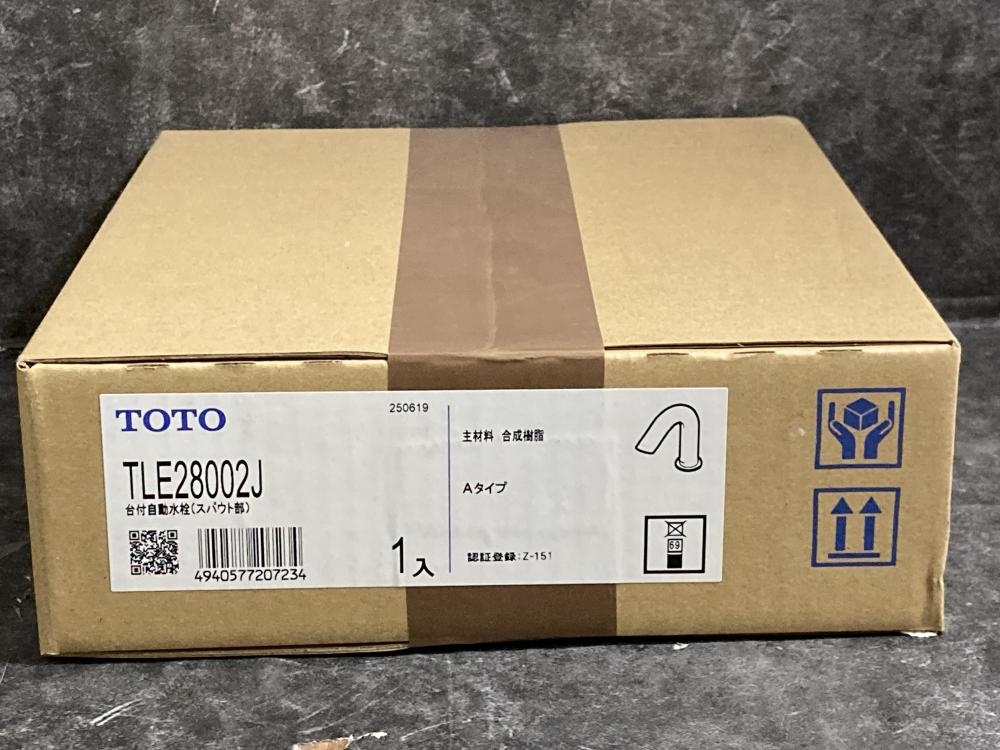 TOTO
250619
TLE28002J
台付自動水栓(スパウト部)
4940577207234
1入
主材料 合成樹脂
Aタイプ
認証登録:Z-151
69